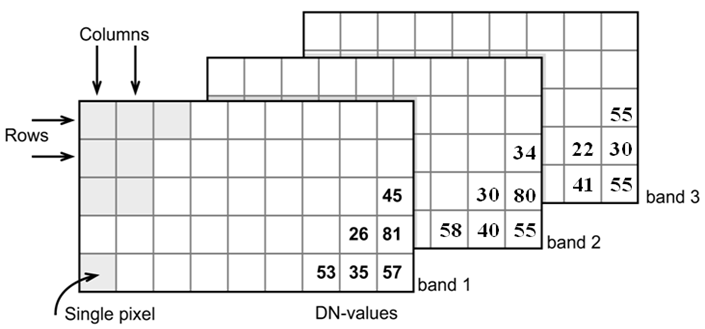 Columns
Rows
55
34 22 30
45 30 80 41 55 band 3
26 81 58 40 55 band 2
53 35 57 band 1
Single pixel DN-values